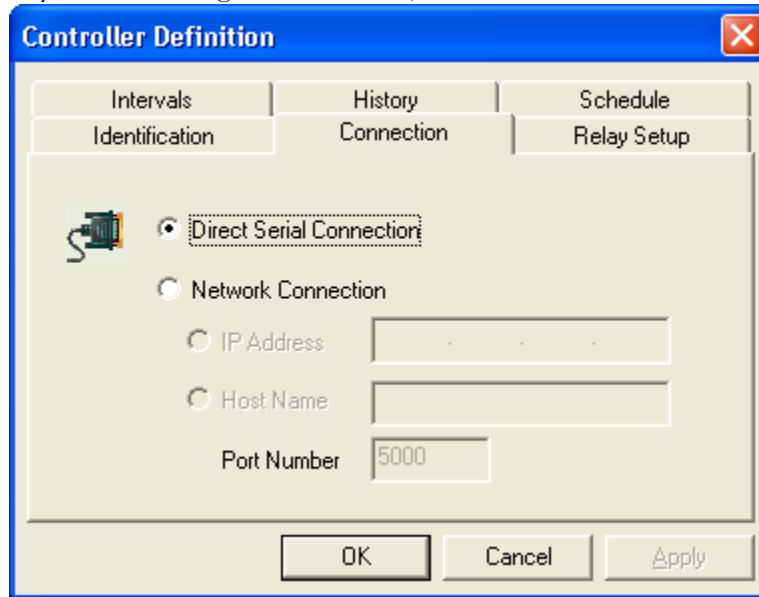 Controller Definition
Intervals History Schedule
Identification Connection Relay Setup
Direct Serial Connection
Network Connection
IP Address
Host Name
Port Number 5000
OK Cancel Apply